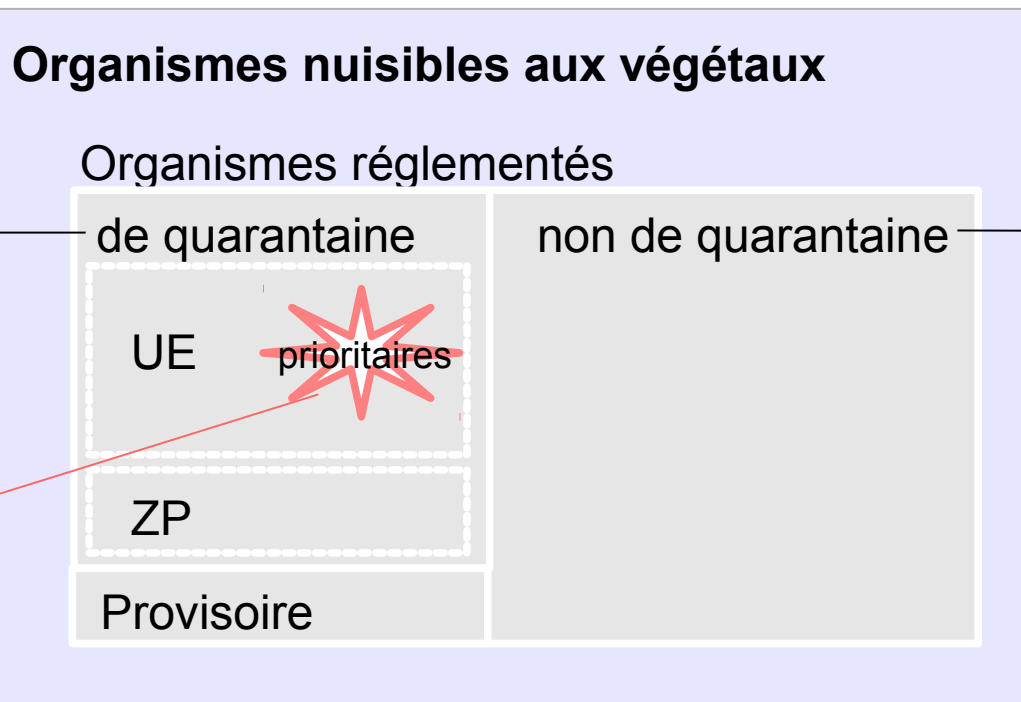 Organismes nuisibles aux végétaux
Organismes réglementés
de quarantaine
non de quarantaine
UE
prioritaires
ZP
Provisoire